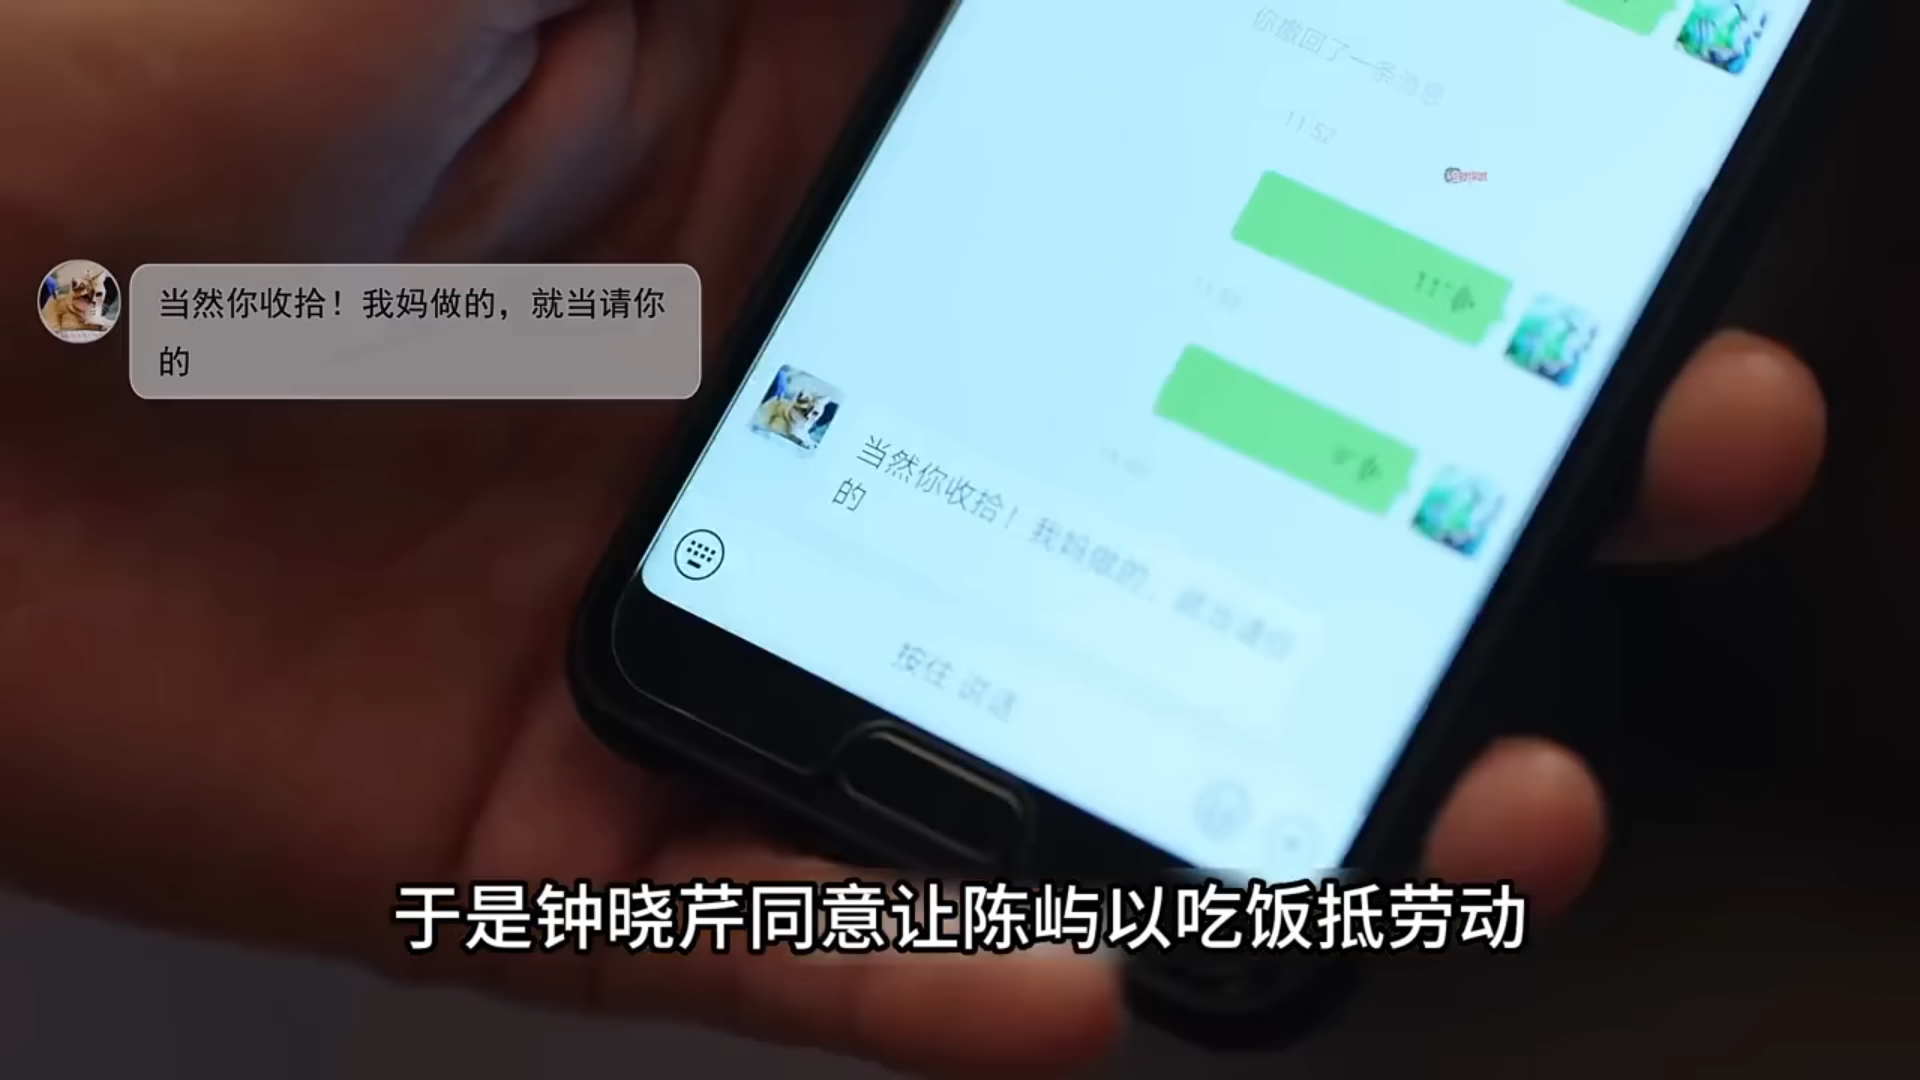 你撤回了一条消息
11:52
11"
当然你收拾！我妈做的，就当请你
的
当然你收拾！我妈做的，就当请你
的
按住 说话
于是钟晓芹同意让陈屿以吃饭抵劳动